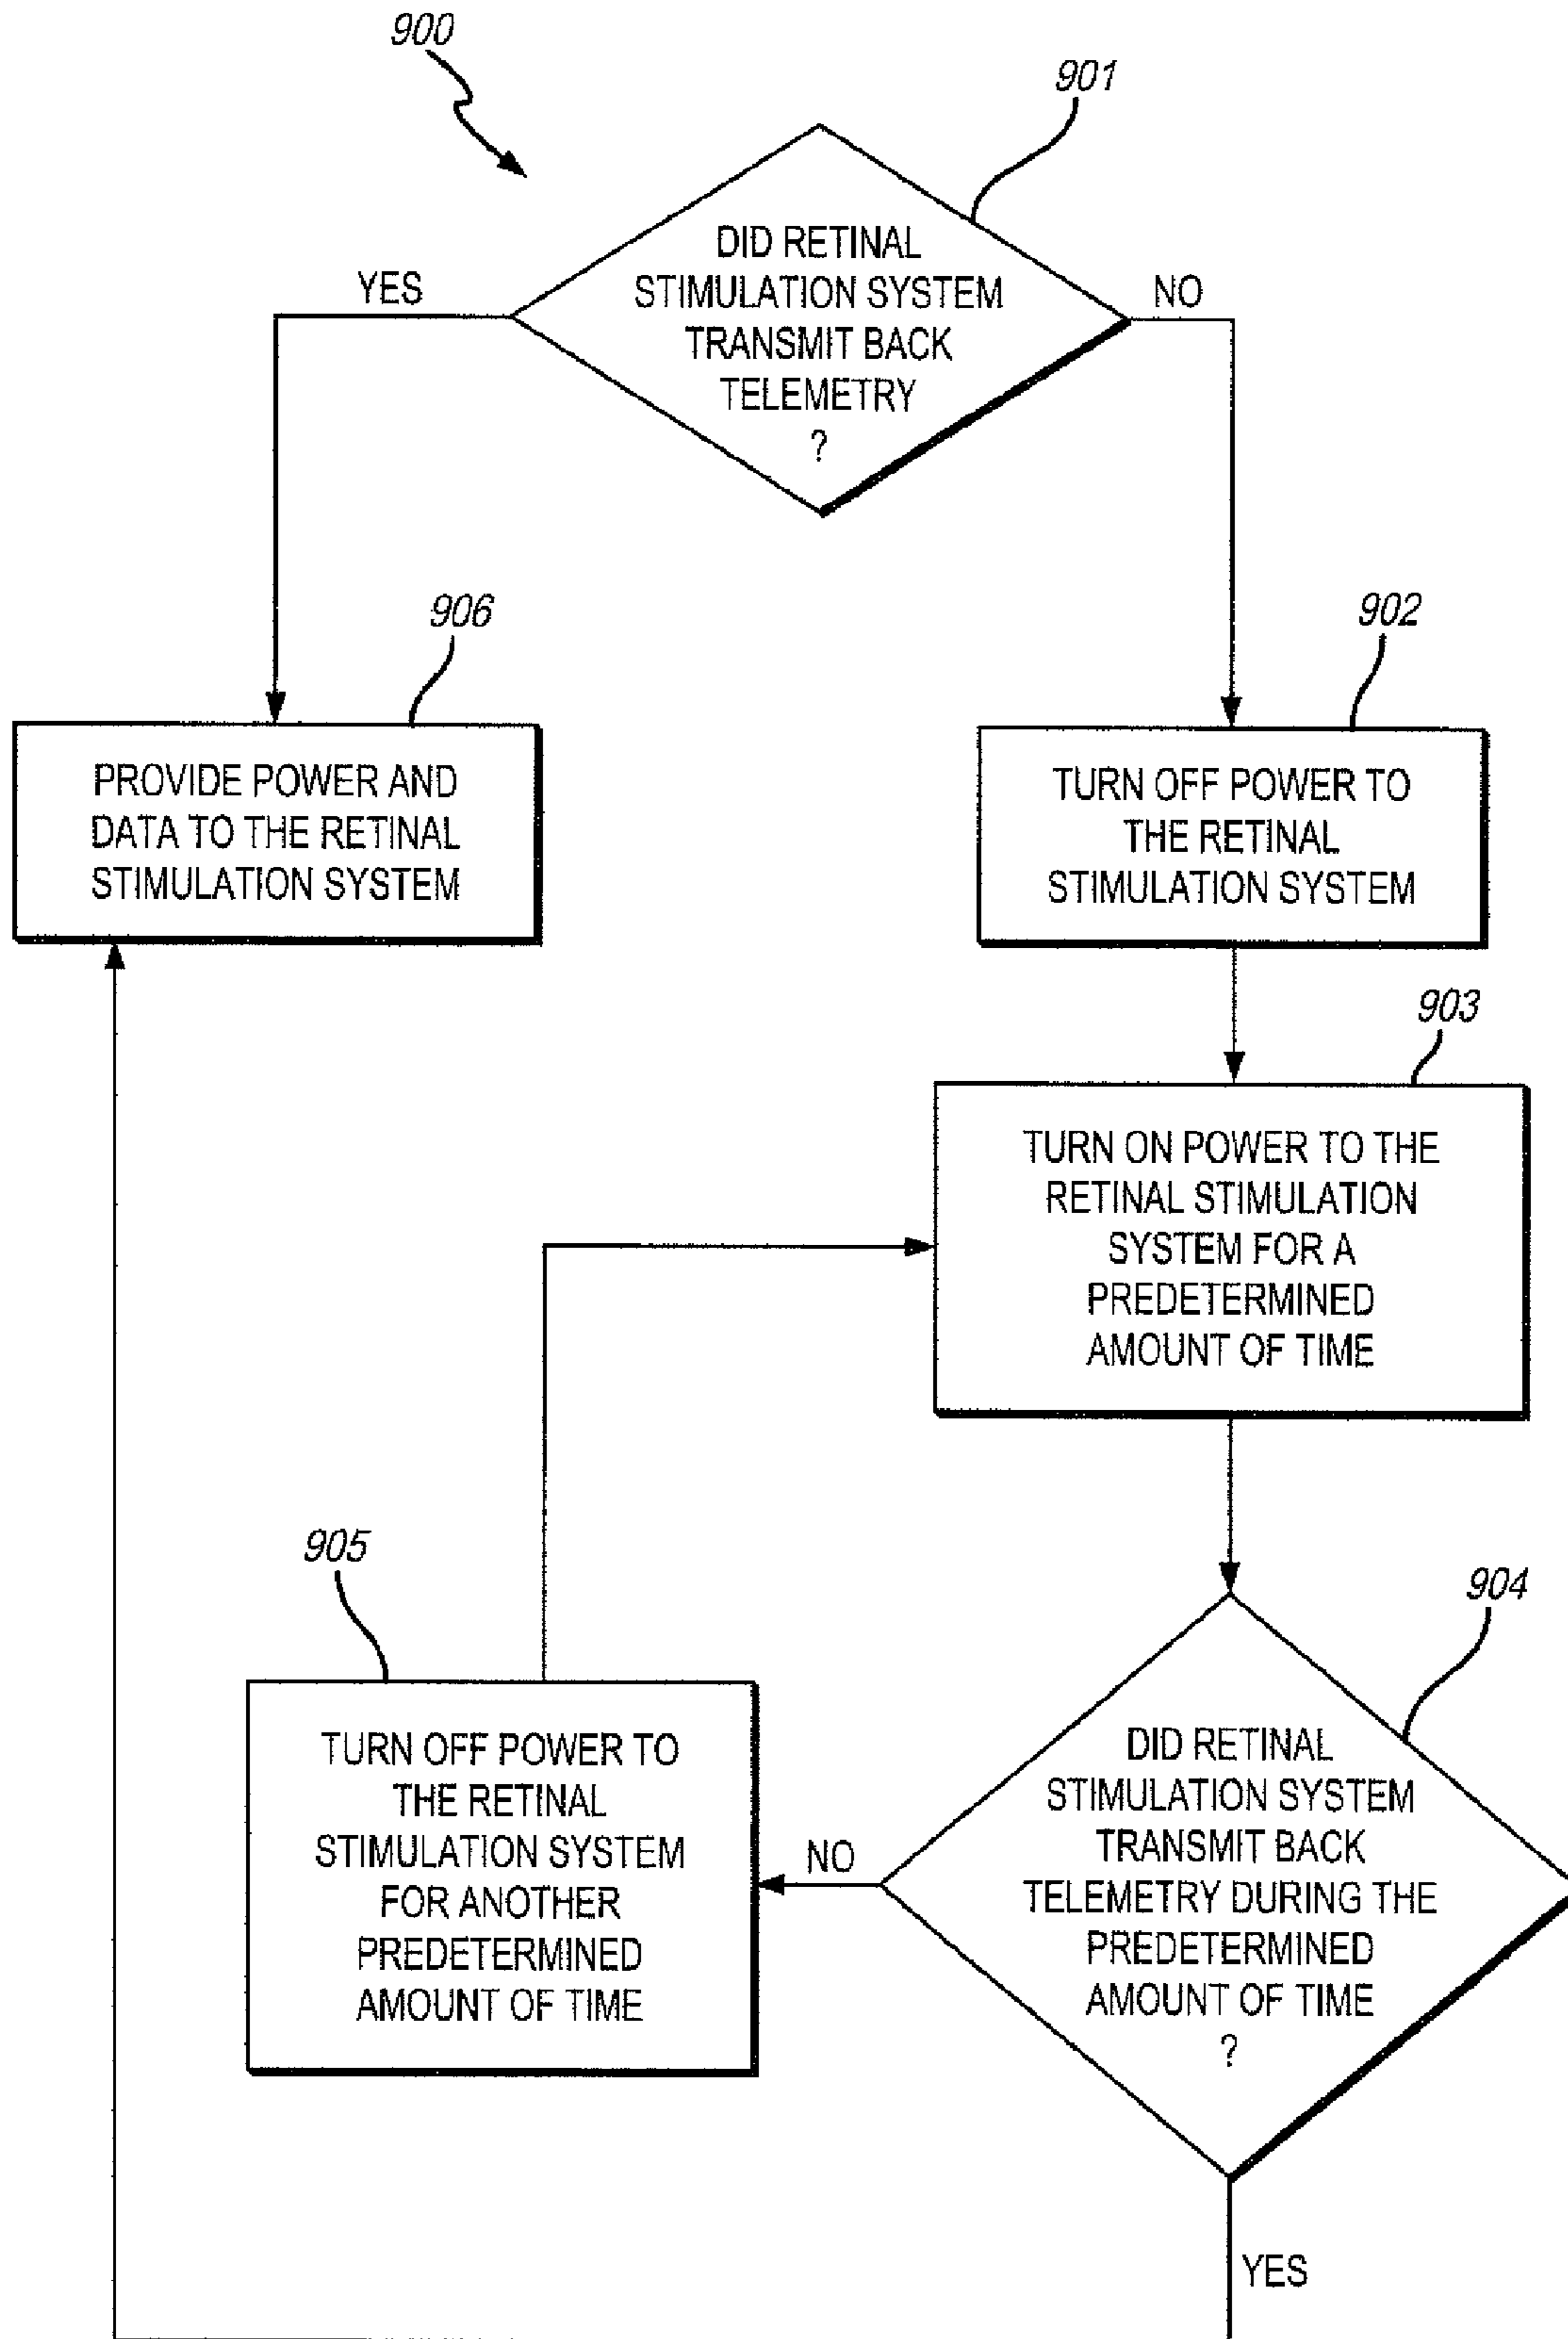 900
901
DID RETINAL
STIMULATION SYSTEM
TRANSMIT BACK
TELEMETRY
?
YES
NO
906
PROVIDE POWER AND
DATA TO THE RETINAL
STIMULATION SYSTEM
902
TURN OFF POWER TO
THE RETINAL
STIMULATION SYSTEM
903
TURN ON POWER TO THE
RETINAL STIMULATION
SYSTEM FOR A
PREDETERMINED
AMOUNT OF TIME
904
DID RETINAL
STIMULATION SYSTEM
TRANSMIT BACK
TELEMETRY DURING THE
PREDETERMINED
AMOUNT OF TIME
?
NO
905
TURN OFF POWER TO
THE RETINAL
STIMULATION SYSTEM
FOR ANOTHER
PREDETERMINED
AMOUNT OF TIME
YES